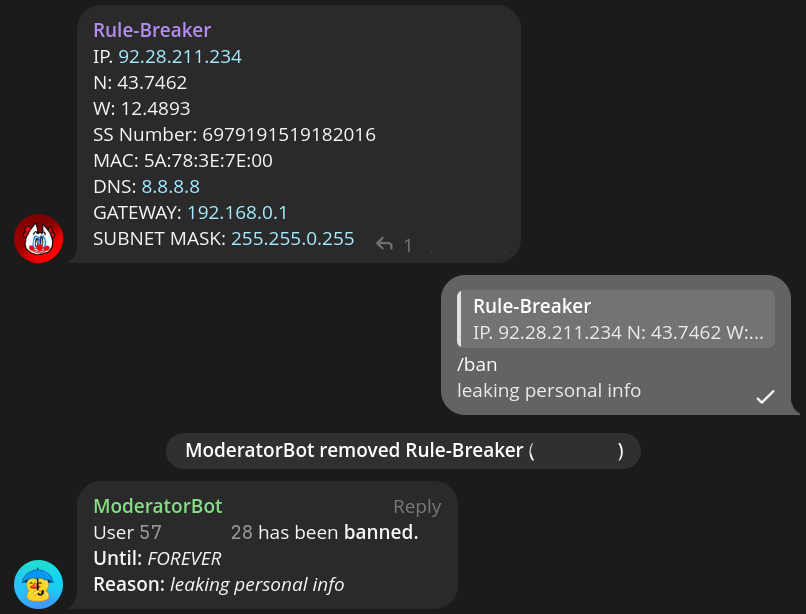 Rule-Breaker
IP. 92.28.211.234
N: 43.7462
W: 12.4893
SS Number: 6979191519182016
MAC: 5A:78:3E:7E:00
DNS: 8.8.8.8
GATEWAY: 192.168.0.1
SUBNET MASK: 255.255.0.255
1
Rule-Breaker
IP. 92.28.211.234 N: 43.7462 W:...
/ban
leaking personal info
ModeratorBot removed Rule-Breaker ( )
ModeratorBot Reply
User 57 28 has been banned.
Until: FOREVER
Reason: leaking personal info